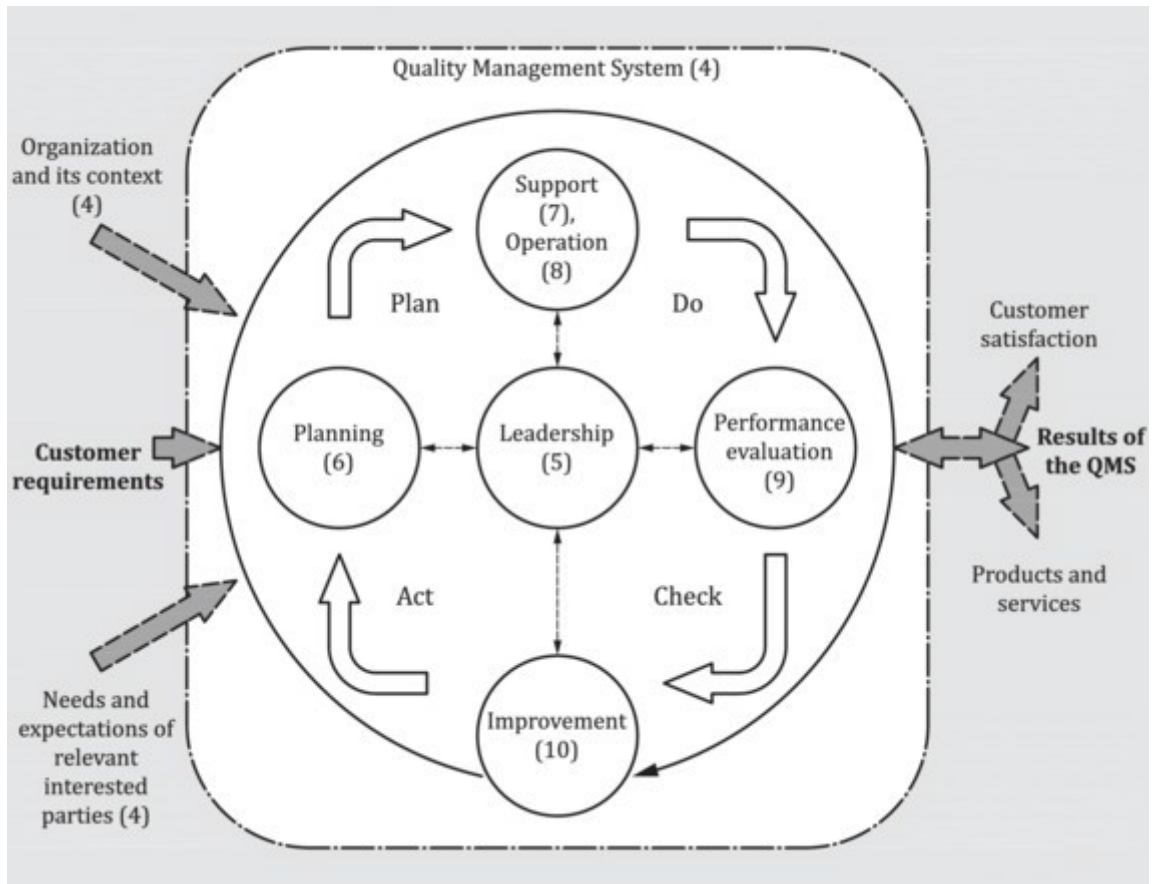 Quality Management System (4)
Organization
and its context
(4)
Support
(7),
Operation
(8)
Plan
Do
Customer
satisfaction
Customer
requirements
Planning
(6)
Leadership
(5)
Performance
evaluation
(9)
Results of
the QMS
Act
Check
Products and
services
Needs and
expectations of
relevant
interested
parties (4)
Improvement
(10)